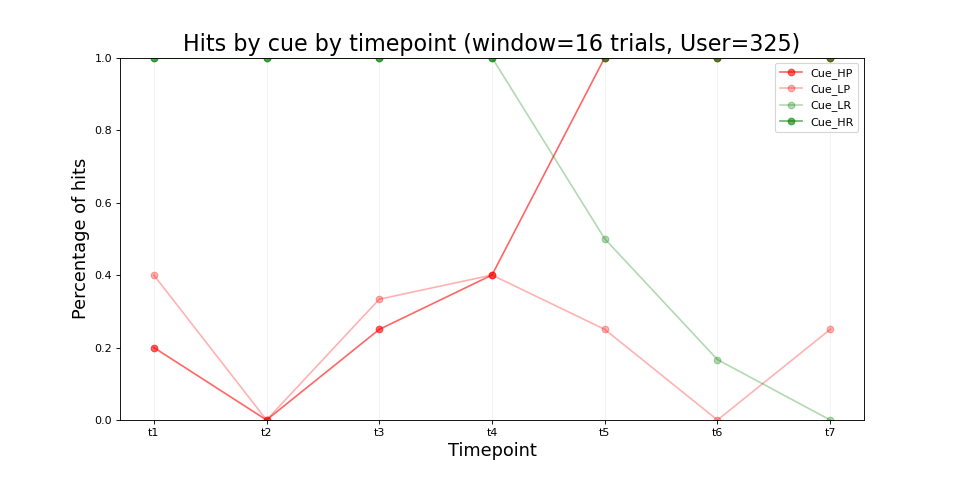 Hits by cue by timepoint (window=16 trials, User=325)
1.0
0.8
0.6
0.4
0.2
0.0
Percentage of hits
Cue_HP
Cue_LP
Cue_LR
Cue_HR
t1 t2 t3 t4 t5 t6 t7
Timepoint